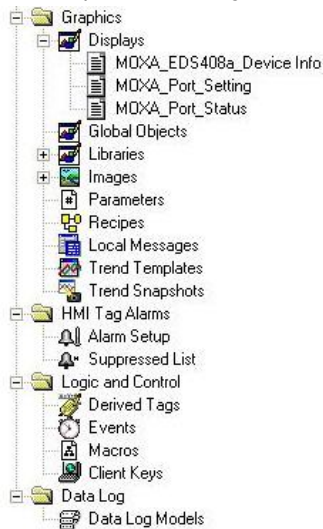 Graphics
Displays
MOXA_EDS408a_Device Info
MOXA_Port_Setting
MOXA_Port_Status
Global Objects
Libraries
Images
Parameters
Recipes
Local Messages
Trend Templates
Trend Snapshots
HMI Tag Alarms
Alarm Setup
Suppressed List
Logic and Control
Derived Tags
Events
Macros
Client Keys
Data Log
Data Log Models